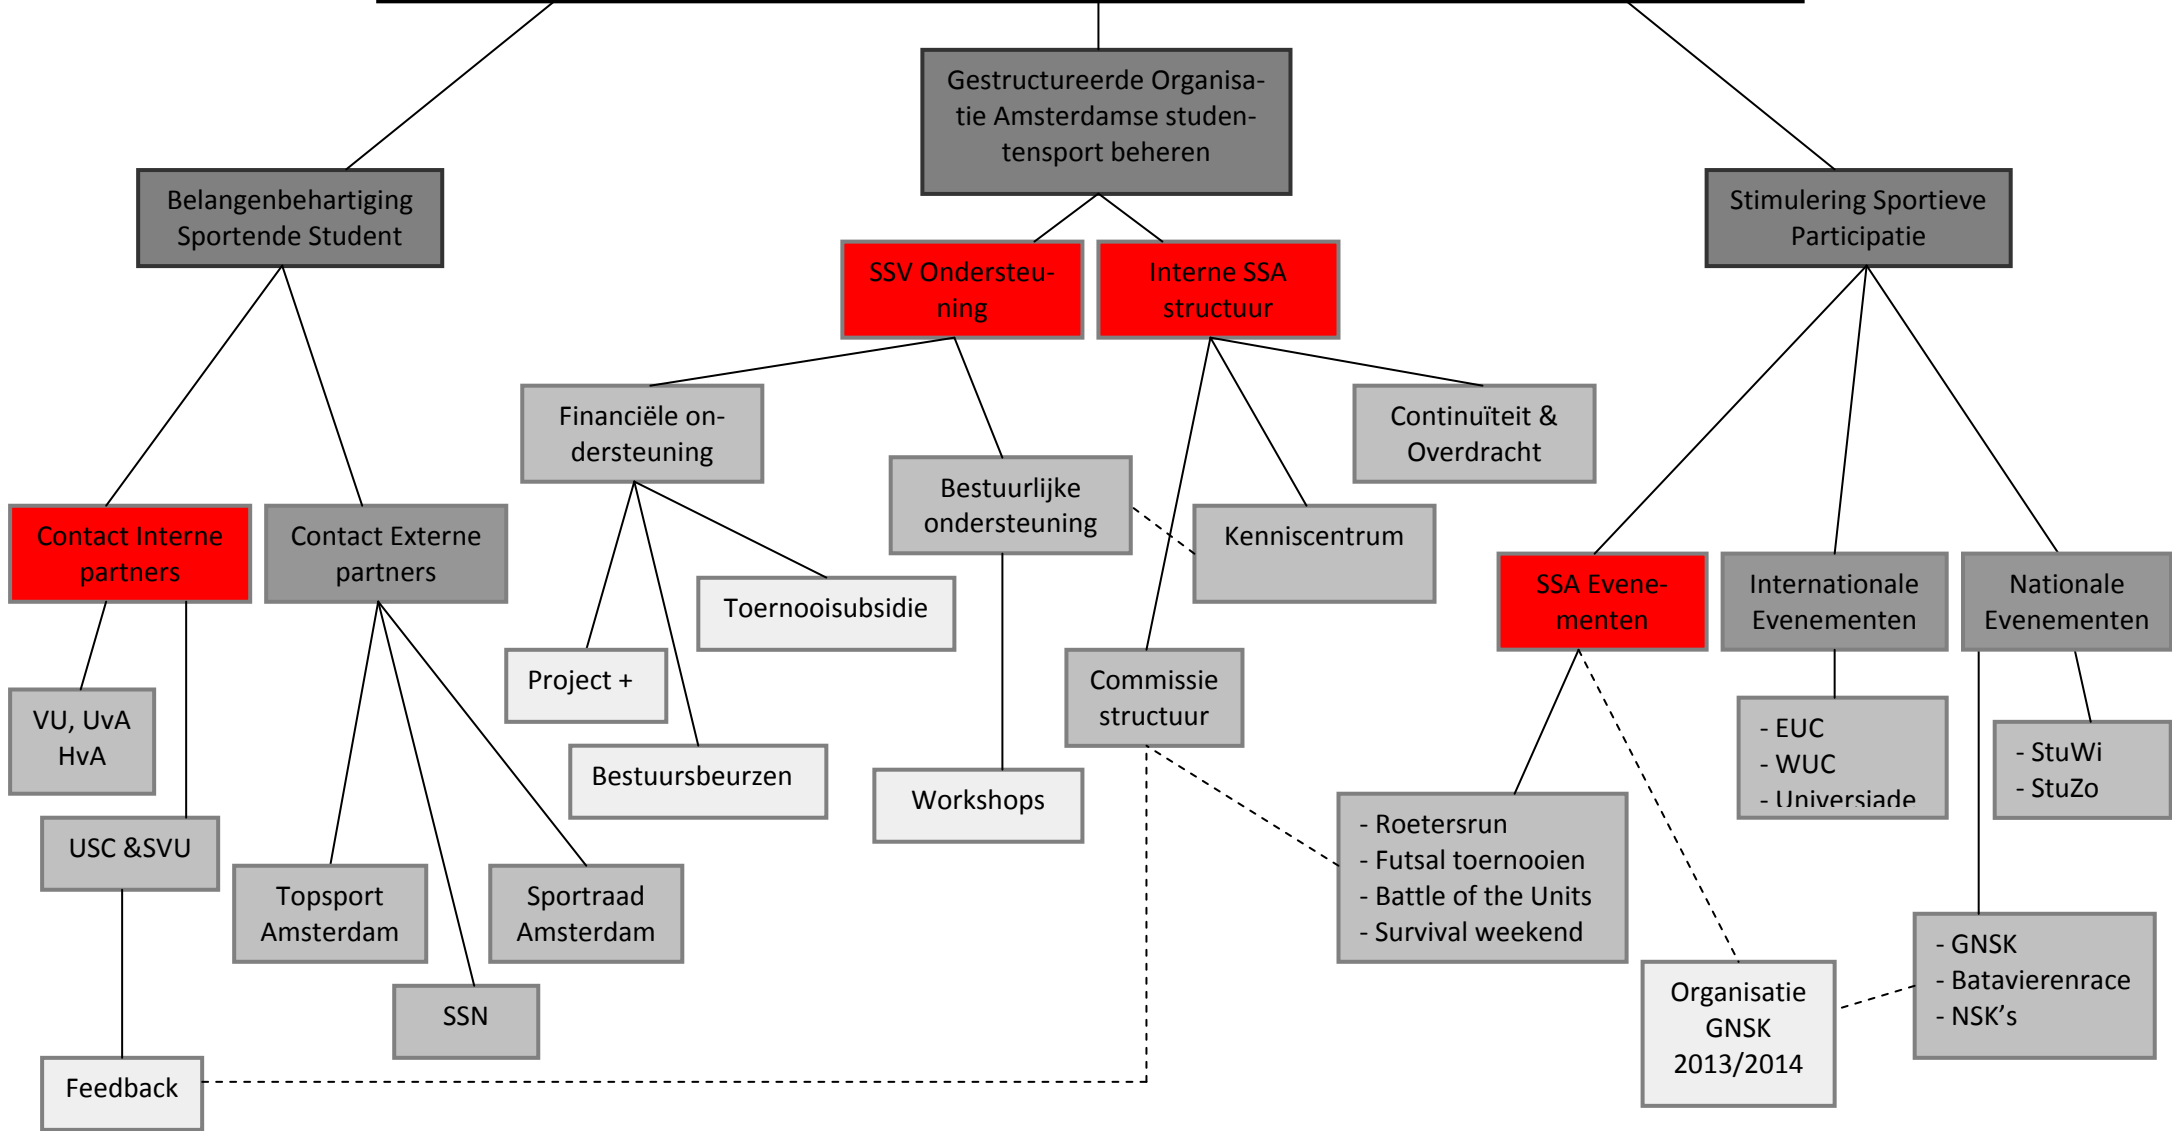 Gestructureerde Organisa-
tie Amsterdamse studen-
tensport beheren
Belangenbehartiging
Sportende Student
Stimulering Sportieve
Participatie
SSV Ondersteu-
ning
Interne SSA
structuur
Financiële on-
dersteuning
Continuïteit &
Overdracht
Bestuurlijke
ondersteuning
Kenniscentrum
Contact Interne
partners
Contact Externe
partners
SSA Evene-
menten
Internationale
Evenementen
Nationale
Evenementen
Toernooisubsidie
Project +
Bestuursbeurzen
Commissie
structuur
Workshops
VU, UvA
HvA
USC &SVU
Topsport
Amsterdam
Sportraad
Amsterdam
SSN
Feedback
- EUC
- WUC
- Universiade
- StuWi
- StuZo
- Roetersrun
- Futsal toernooien
- Battle of the Units
- Survival weekend
- GNSK
- Batavierenrace
- NSK's
Organisatie
GNSK
2013/2014